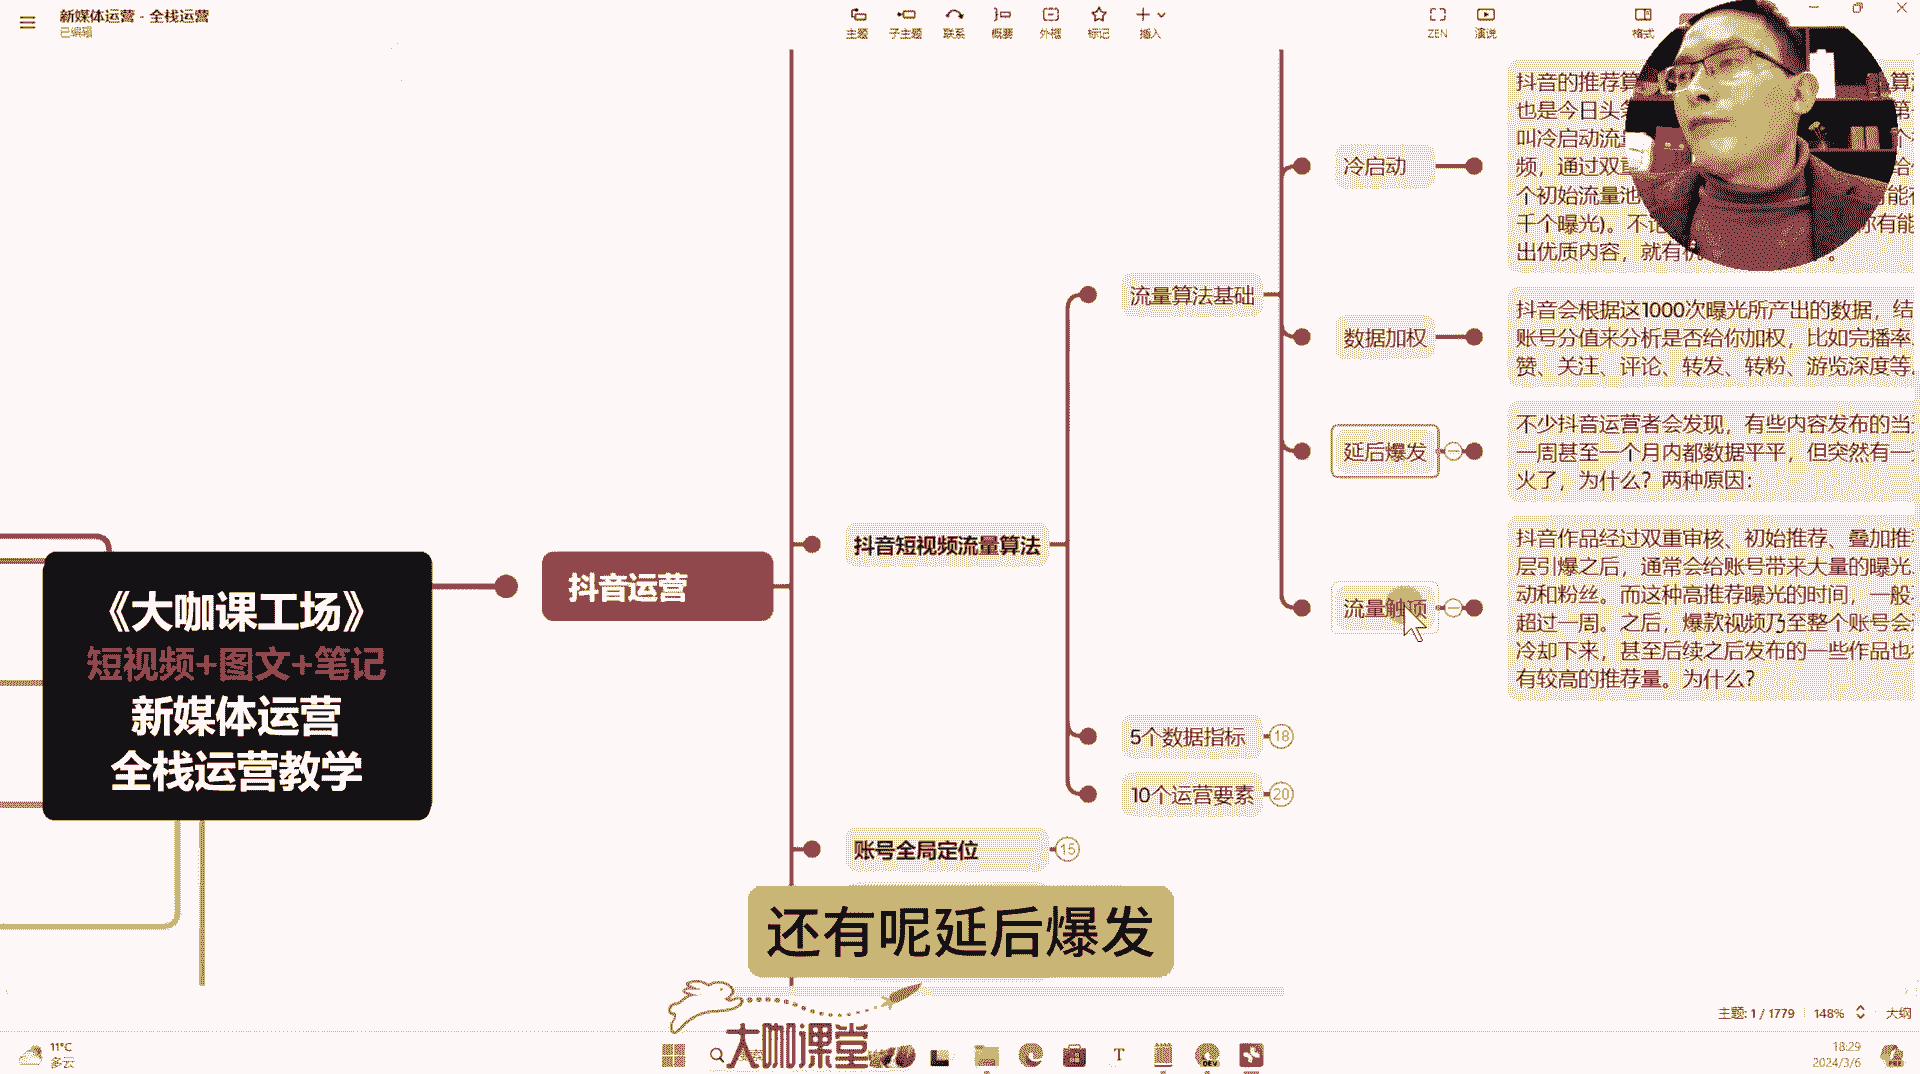 新媒体运营 - 全栈运营
已编辑
主题
子主题
联系
概要
外框
标记
插入
ZEN
演说
格式
抖音的推荐算
也是今日头条
叫冷启动流量
频，通过双重
个初始流量池
千个曝光)。不论 你有能
出优质内容，就有机
冷启动
流量算法基础
抖音会根据这1000次曝光所产出的数据，结
账号分值来分析是否给你加权，比如完播率
赞、关注、评论、转发、转粉、游览深度等
数据加权
不少抖音运营者会发现，有些内容发布的当
一周甚至一个月内都数据平平，但突然有一
火了，为什么？两种原因：
延后爆发
抖音作品经过双重审核、初始推荐、叠加推
层引爆之后，通常会给账号带来大量的曝光
动和粉丝。而这种高推荐曝光的时间，一般
超过一周。之后，爆款视频乃至整个账号会
冷却下来，甚至后续之后发布的一些作品也
有较高的推荐量。为什么？
流量触顶
抖音短视频流量算法
抖音运营
《大咖课工场》
短视频+图文+笔记
新媒体运营
全栈运营教学
5个数据指标
18
10个运营要素
20
账号全局定位
15
还有呢延后爆发
大咖课堂
主题: 1 / 1779
148%
大纲
11°C
多云
T
DEV
18:29
2024/3/6
PRE